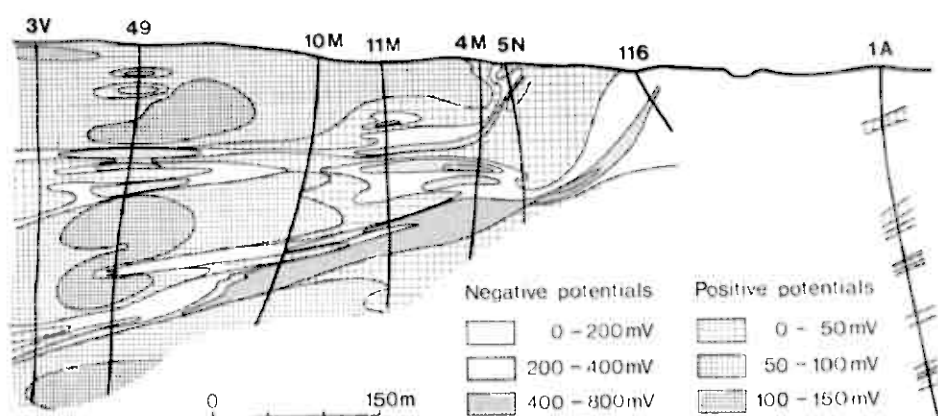 3V 49 10M 11M 4M 5N 116 1A
Negative potentials
0 – 200mV
200 – 400mV
400 – 800mV
Positive potentials
0 – 50mV
50 – 100mV
100 – 150mV
0 150m